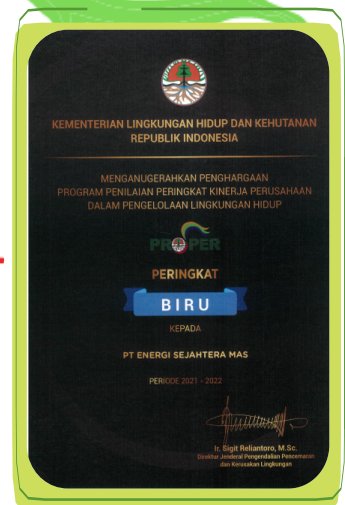 KEMENTERIAN LINGKUNGAN HIDUP DAN KEHUTANAN
REPUBLIK INDONESIA
MENGANUGERAHKAN PENGHARGAAN
PROGRAM PENILAIAN PERINGKAT KINERJA PERUSAHAAN
DALAM PENGELOLAAN LINGKUNGAN HIDUP
PROPER
PERINGKAT
BIRU
KEPADA
PT ENERGI SEJAHTERA MAS
PERIODE 2021 - 2022
Ir. Sigit Reliantoro, M.Sc.
Direktur Jenderal Pengendalian Pencemaran
dan Kerusakan Lingkungan